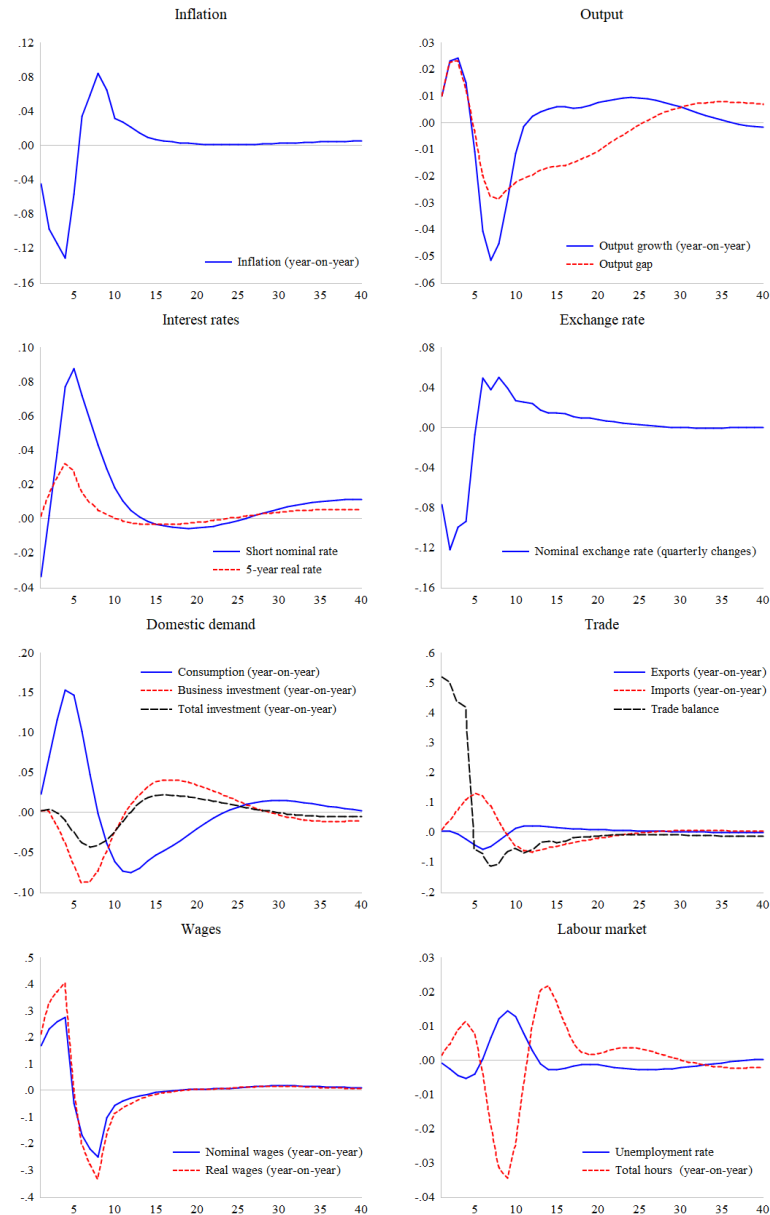 Inflation
.12
.08
.04
.00
-.04
-.08
-.12
-.16
Inflation (year-on-year)
5 10 15 20 25 30 35 40
Output
.03
.02
.01
.00
-.01
-.02
-.03
-.04
-.05
-.06
Output growth (year-on-year)
Output gap
5 10 15 20 25 30 35 40
Interest rates
.10
.08
.06
.04
.02
.00
-.02
-.04
Short nominal rate
5-year real rate
5 10 15 20 25 30 35 40
Exchange rate
.08
.04
.00
-.04
-.08
-.12
-.16
Nominal exchange rate (quarterly changes)
5 10 15 20 25 30 35 40
Domestic demand
.20
.15
.10
.05
.00
-.05
-.10
Consumption (year-on-year)
Business investment (year-on-year)
Total investment (year-on-year)
5 10 15 20 25 30 35 40
Trade
.6
.5
.4
.3
.2
.1
.0
-.1
-.2
Exports (year-on-year)
Imports (year-on-year)
Trade balance
5 10 15 20 25 30 35 40
Wages
.5
.4
.3
.2
.1
.0
-.1
-.2
-.3
-.4
Nominal wages (year-on-year)
Real wages (year-on-year)
5 10 15 20 25 30 35 40
Labour market
.03
.02
.01
.00
-.01
-.02
-.03
-.04
Unemployment rate
Total hours (year-on-year)
5 10 15 20 25 30 35 40